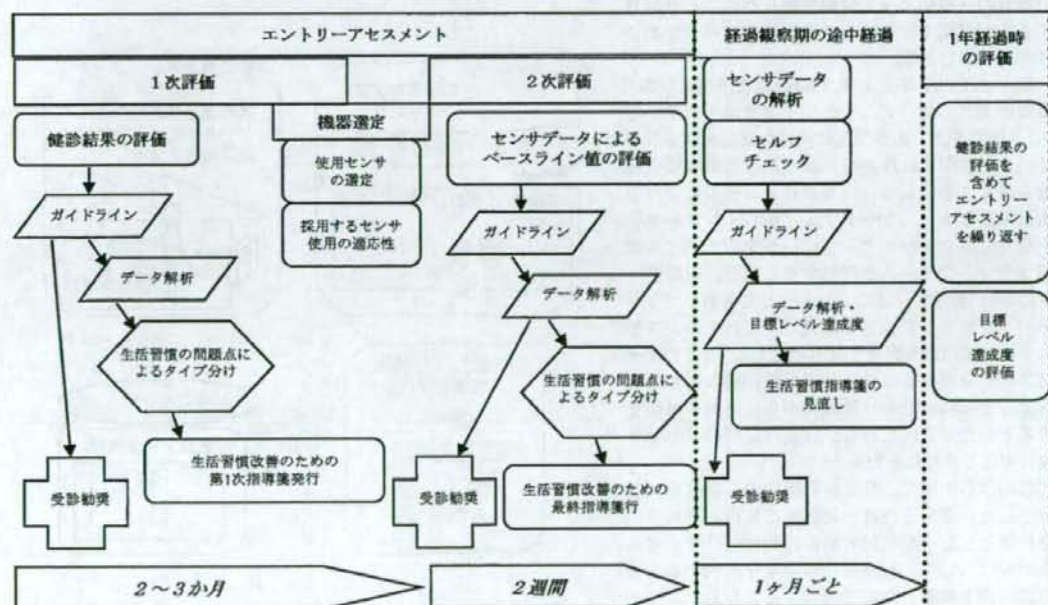 エントリーアセスメント
経過観察期の途中経過
1年経過時
の評価
1次評価
2次評価
機器選定
健診結果の評価
ガイドライン
データ解析
生活習慣の問題点に
よるタイプ分け
生活習慣改善のための
第1次指導箋発行
受診勧奨
使用センサ
の選定
採用するセンサ
使用の適応性
センサデータによる
ベースライン値の評価
ガイドライン
データ解析
生活習慣の問題点に
よるタイプ分け
生活習慣改善のための
最終指導箋行
受診勧奨
センサデータ
の解析
セルフ
チェック
ガイドライン
データ解析・
目標レベル達成度
生活習慣指導箋の
見直し
受診勧奨
健診結果の
評価を
含めて
エントリー
アセスメント
を繰り返す
目標
レベル
達成度
の評価
2～3か月
2週間
1ヶ月ごと